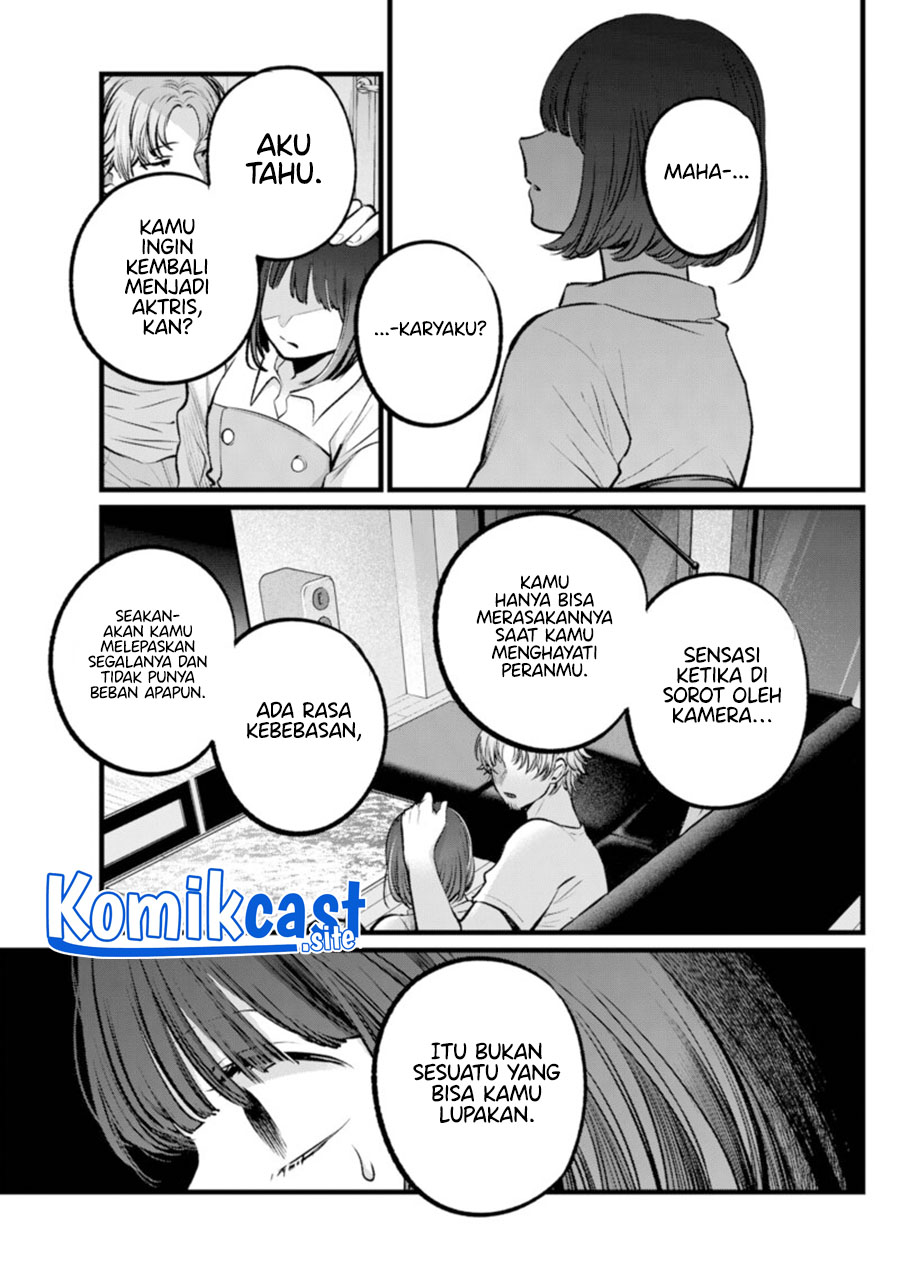 MAHA-...
...-KARYAKU?
AKU
TAHU.
KAMU
INGIN
KEMBALI
MENJADI
AKTRIS,
KAN?
SENSASI
KETIKA DI
SOROT OLEH
KAMERA...
KAMU
HANYA BISA
MERASAKANNYA
SAAT KAMU
MENGHAYATI
PERANMU.
ADA RASA
KEBEBASAN,
SEAKAN-
AKAN KAMU
MELEPASKAN
SEGALANYA DAN
TIDAK PUNYA
BEBAN APAPUN.
Komikcast
.site
ITU BUKAN
SESUATU YANG
BISA KAMU
LUPAKAN.